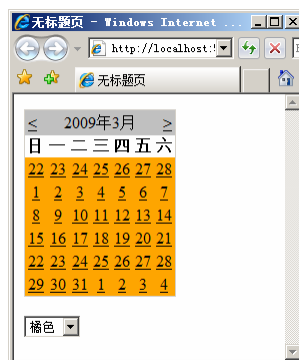 无标题页 - Windows Internet ...
http://localhost:
无标题页
< 2009年3月 >
日 一 二 三 四 五 六
22 23 24 25 26 27 28
1 2 3 4 5 6 7
8 9 10 11 12 13 14
15 16 17 18 19 20 21
22 23 24 25 26 27 28
29 30 31 1 2 3 4
橘色